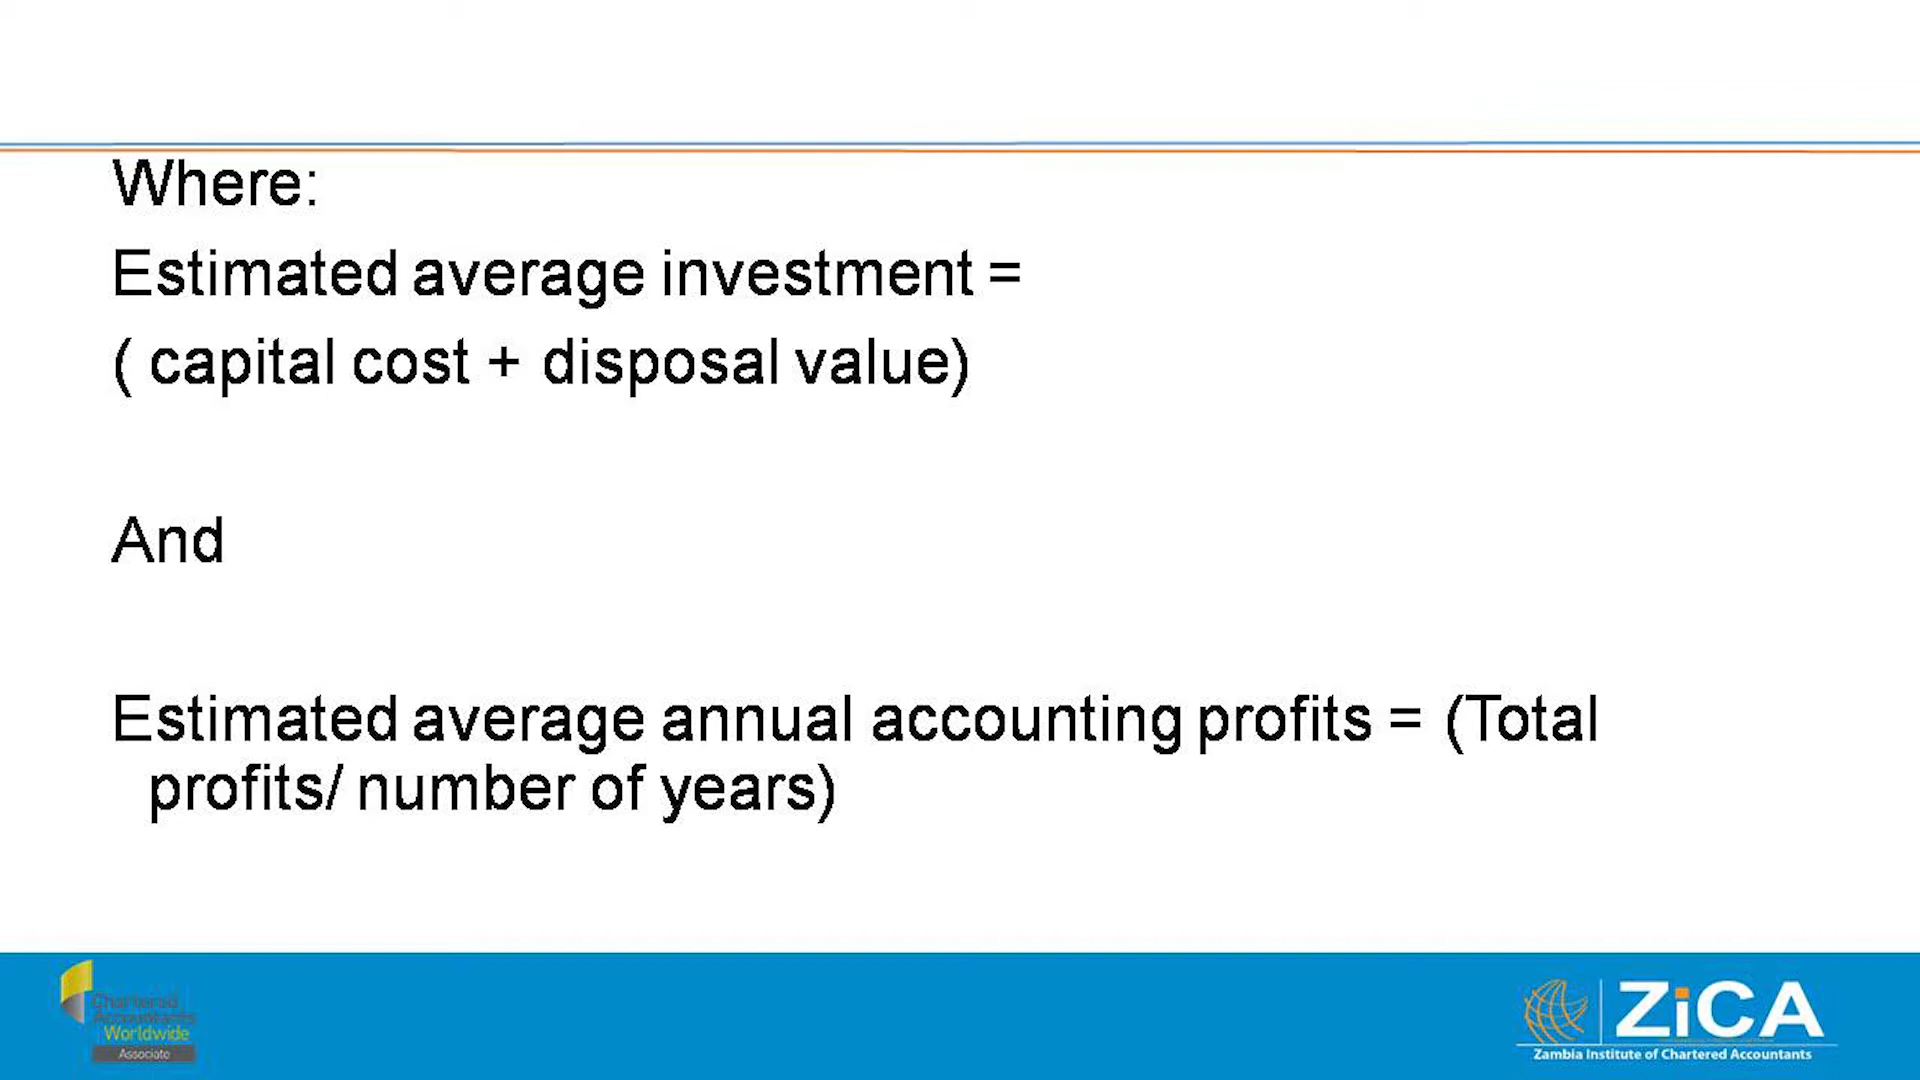 Where:
Estimated average investment =
( capital cost + disposal value)
And
Estimated average annual accounting profits = (Total
profits/ number of years)
Chartered
Accountants
Worldwide
Associate
ZiCA
Zambia Institute of Chartered Accountants